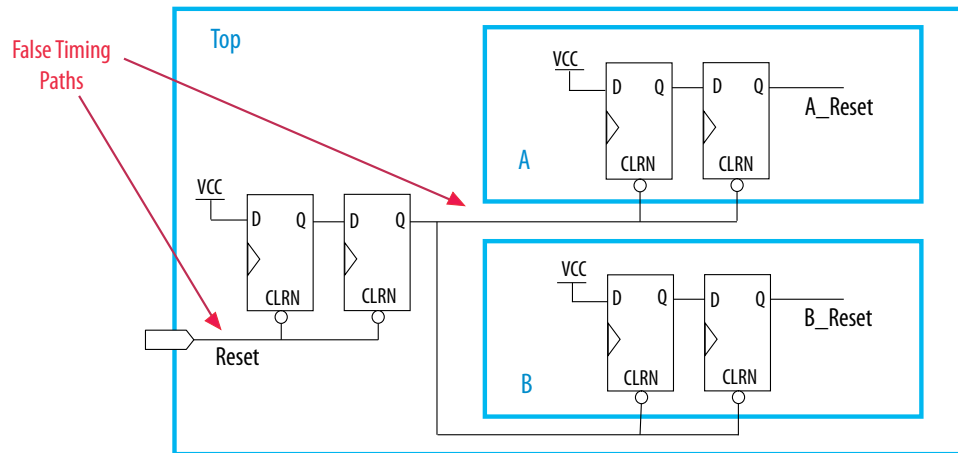 False Timing
Paths
Top
VCC
D
Q
D
Q
A_Reset
A
CLRN
CLRN
VCC
D
Q
D
Q
CLRN
CLRN
Reset
VCC
D
Q
D
Q
B_Reset
B
CLRN
CLRN